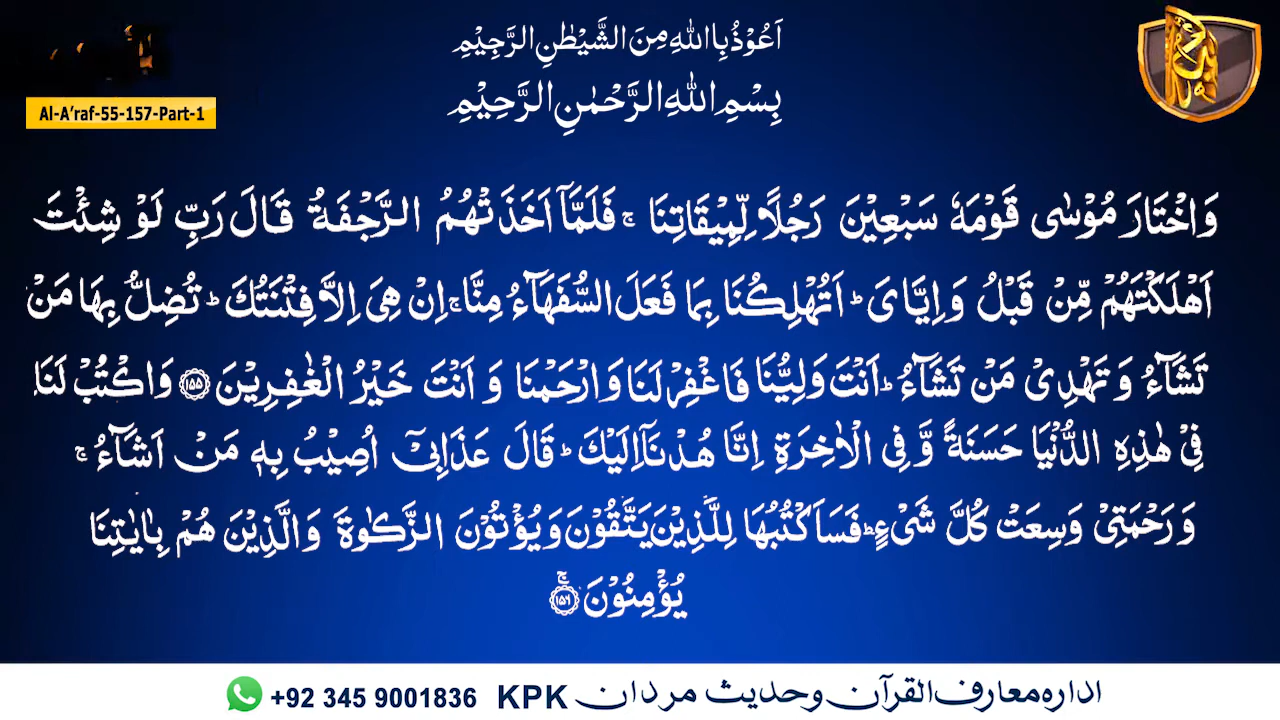 اَعُوْذُ بِاللّٰهِ مِنَ الشَّیْطٰنِ الرَّجِیْمِ
بِسْمِ اللّٰهِ الرَّحْمٰنِ الرَّحِیْمِ
Al-A’raf-55-157-Part-1
وَ اخْتَارَ مُوْسٰى قَوْمَهٗ سَبْعِیْنَ رَجُلًا لِّمِیْقَاتِنَا ۚ فَلَمَّاۤ اَخَذَتْهُمُ الرَّجْفَةُ قَالَ رَبِّ لَوْ شِئْتَ
اَهْلَكْتَهُمْ مِّنْ قَبْلُ وَ اِیَّایَ ؕ اَتُهْلِكُنَا بِمَا فَعَلَ السُّفَهَآءُ مِنَّا ۚ اِنْ هِیَ اِلَّا فِتْنَتُكَ ؕ تُضِلُّ بِهَا مَنْ
تَشَآءُ وَ تَهْدِیْ مَنْ تَشَآءُ ؕ اَنْتَ وَلِیُّنَا فَاغْفِرْ لَنَا وَ ارْحَمْنَا وَ اَنْتَ خَیْرُ الْغٰفِرِیْنَ ﴿۱۵۵﴾ وَ اكْتُبْ لَنَا
فِیْ هٰذِهِ الدُّنْیَا حَسَنَةً وَّ فِی الْاٰخِرَةِ اِنَّا هُدْنَاۤ اِلَیْكَ ؕ قَالَ عَذَابِیْۤ اُصِیْبُ بِهٖ مَنْ اَشَآءُ ۚ
وَ رَحْمَتِیْ وَسِعَتْ كُلَّ شَیْءٍ ؕ فَسَاَكْتُبُهَا لِلَّذِیْنَ یَتَّقُوْنَ وَ یُؤْتُوْنَ الزَّكٰوةَ وَ الَّذِیْنَ هُمْ بِاٰیٰتِنَا
یُؤْمِنُوْنَ ﴿۱۵۶﴾ۚ
ادارہ معارف القرآن وحدیث مردان KPK +92 345 9001836